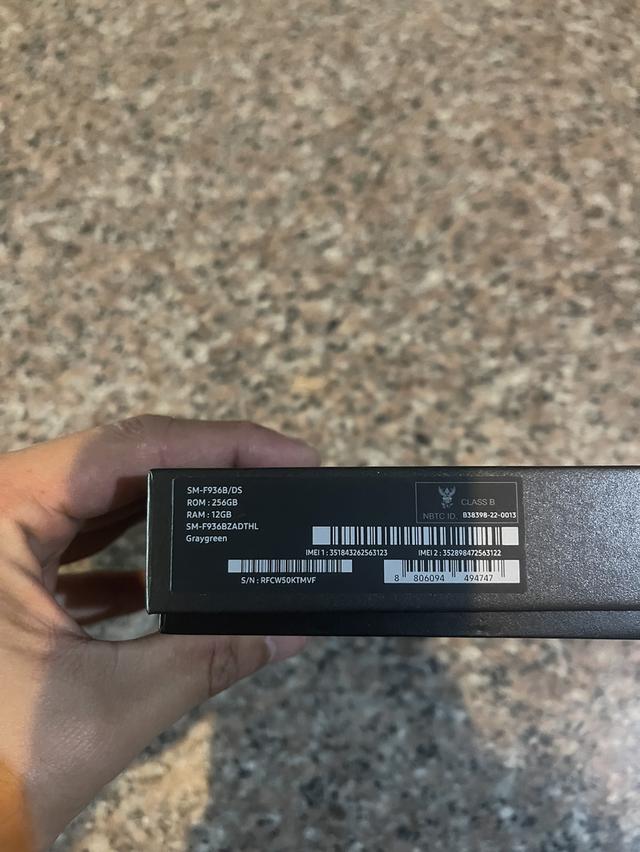 SM-F936B/DS
ROM : 256GB
RAM : 12GB
SM-F936BZADTHL
Graygreen
CLASS B
NBTC ID. B38398-22-0013
IMEI 1 : 351843262563123 IMEI 2 : 352898472563122
S/N : RFCW50KTMVF
8 806094 494747